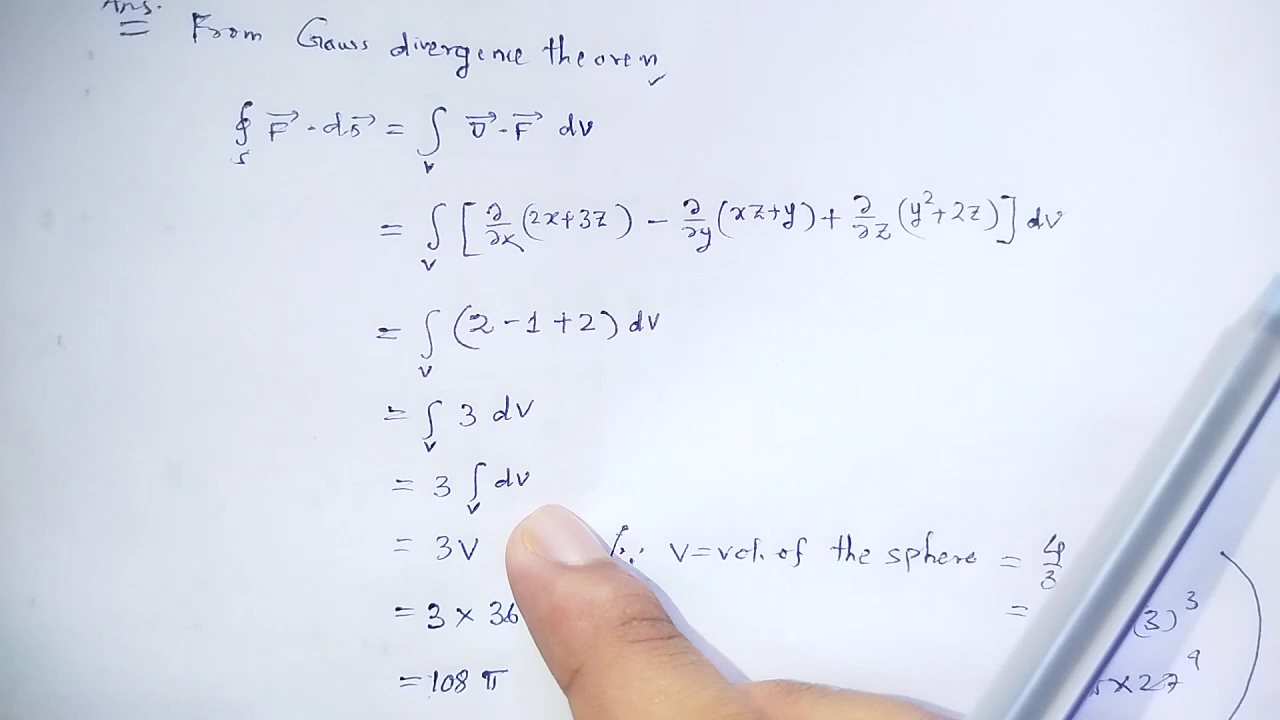 Ans.
= From Gauss divergence theorem,
∮_S F⃗ · ds⃗ = ∫_V ∇⃗ · F⃗ dv
= ∫_V [∂/∂x (2x+3z) − ∂/∂y (xz+y) + ∂/∂z (y²+2z)] dv
= ∫_V (2 − 1 + 2) dv
= ∫_V 3 dv
= 3 ∫_V dv
= 3V ∵ V = vol. of the sphere = 4/3
= 3 × 36 = (3)³
= 108 π × 27 9